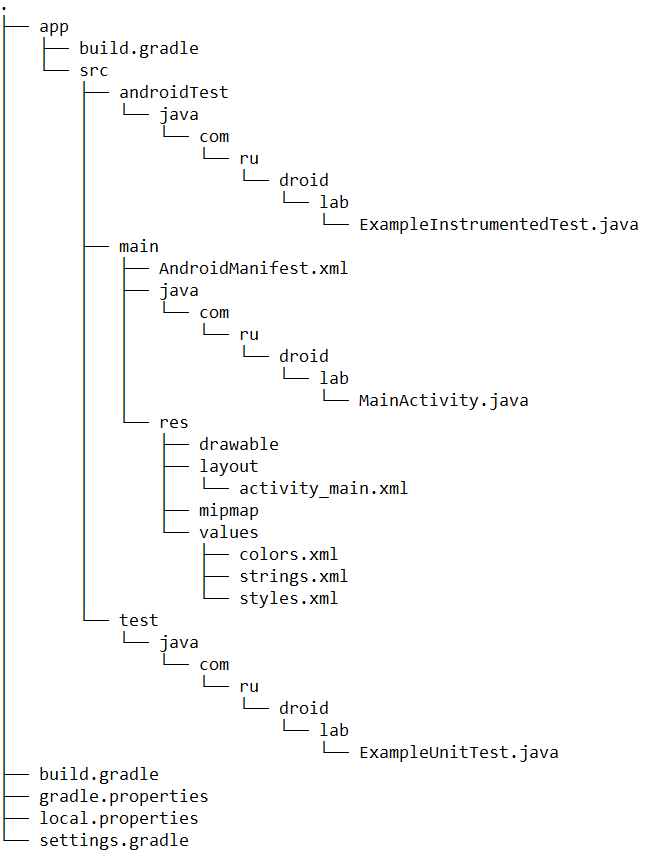 .
├── app
│   ├── build.gradle
│   └── src
│       ├── androidTest
│       │   └── java
│       │       └── com
│       │           └── ru
│       │               └── droid
│       │                   └── lab
│       │                       └── ExampleInstrumentedTest.java
│       ├── main
│       │   ├── AndroidManifest.xml
│       │   ├── java
│       │   │   └── com
│       │   │       └── ru
│       │   │           └── droid
│       │   │               └── lab
│       │   │                   └── MainActivity.java
│       │   └── res
│       │       ├── drawable
│       │       ├── layout
│       │       │   └── activity_main.xml
│       │       ├── mipmap
│       │       └── values
│       │           ├── colors.xml
│       │           ├── strings.xml
│       │           └── styles.xml
│       └── test
│           └── java
│               └── com
│                   └── ru
│                       └── droid
│                           └── lab
│                               └── ExampleUnitTest.java
├── build.gradle
├── gradle.properties
├── local.properties
└── settings.gradle